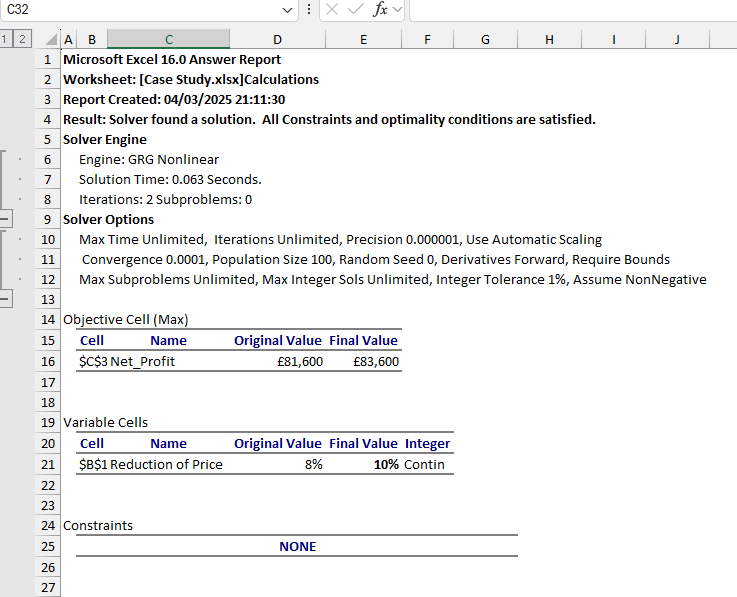 C32
fx
1 2
A B C D E F G H I J
1 Microsoft Excel 16.0 Answer Report
2 Worksheet: [Case Study.xlsx]Calculations
3 Report Created: 04/03/2025 21:11:30
4 Result: Solver found a solution.  All Constraints and optimality conditions are satisfied.
5 Solver Engine
6 Engine: GRG Nonlinear
7 Solution Time: 0.063 Seconds.
8 Iterations: 2 Subproblems: 0
9 Solver Options
10 Max Time Unlimited,  Iterations Unlimited, Precision 0.000001, Use Automatic Scaling
11 Convergence 0.0001, Population Size 100, Random Seed 0, Derivatives Forward, Require Bounds
12 Max Subproblems Unlimited, Max Integer Sols Unlimited, Integer Tolerance 1%, Assume NonNegative
13
14 Objective Cell (Max)
15 Cell Name Original Value Final Value
16 $C$3 Net_Profit £81,600 £83,600
17
18
19 Variable Cells
20 Cell Name Original Value Final Value Integer
21 $B$1 Reduction of Price 8% 10% Contin
22
23
24 Constraints
25 NONE
26
27